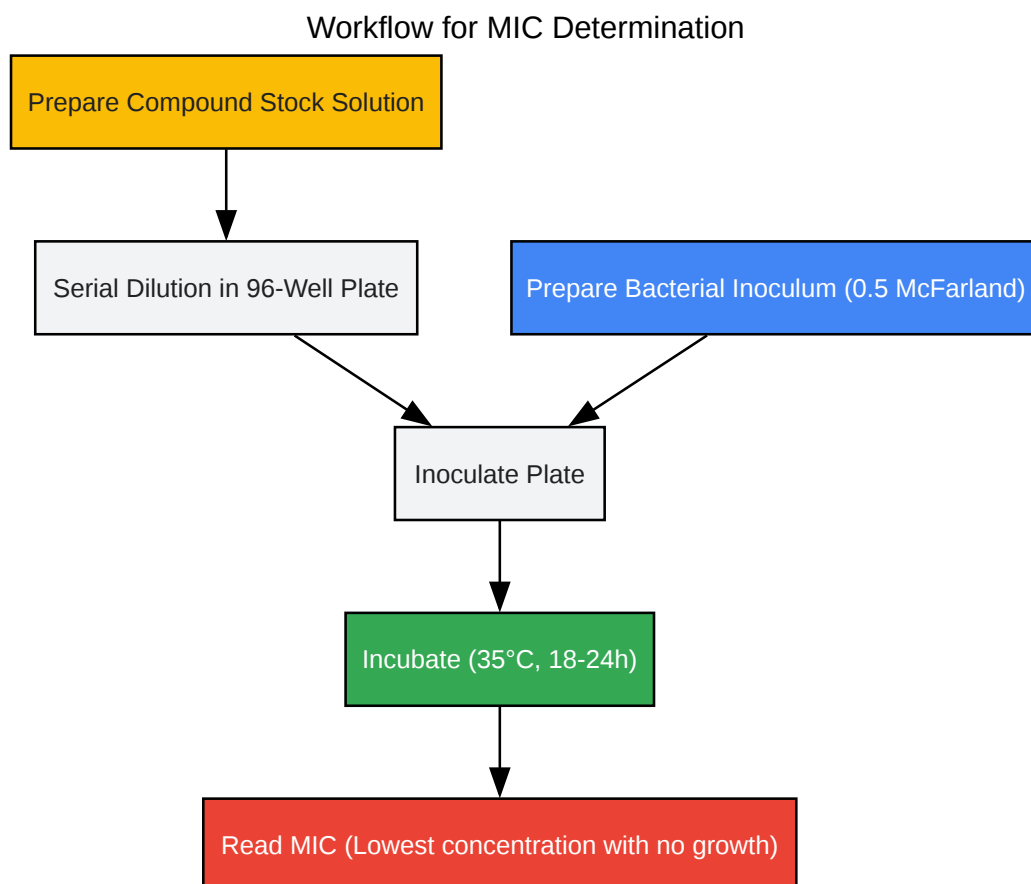 Workflow for MIC Determination
Prepare Compound Stock Solution
Serial Dilution in 96-Well Plate
Prepare Bacterial Inoculum (0.5 McFarland)
Inoculate Plate
Incubate (35°C, 18-24h)
Read MIC (Lowest concentration with no growth)